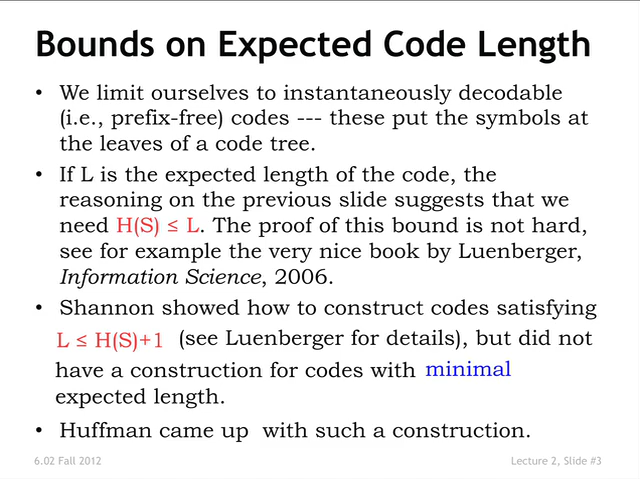 Bounds on Expected Code Length
• We limit ourselves to instantaneously decodable
(i.e., prefix-free) codes --- these put the symbols at
the leaves of a code tree.
• If L is the expected length of the code, the
reasoning on the previous slide suggests that we
need H(S) ≤ L. The proof of this bound is not hard,
see for example the very nice book by Luenberger,
Information Science, 2006.
• Shannon showed how to construct codes satisfying
L ≤ H(S)+1 (see Luenberger for details), but did not
have a construction for codes with minimal
expected length.
• Huffman came up with such a construction.
6.02 Fall 2012
Lecture 2, Slide #3